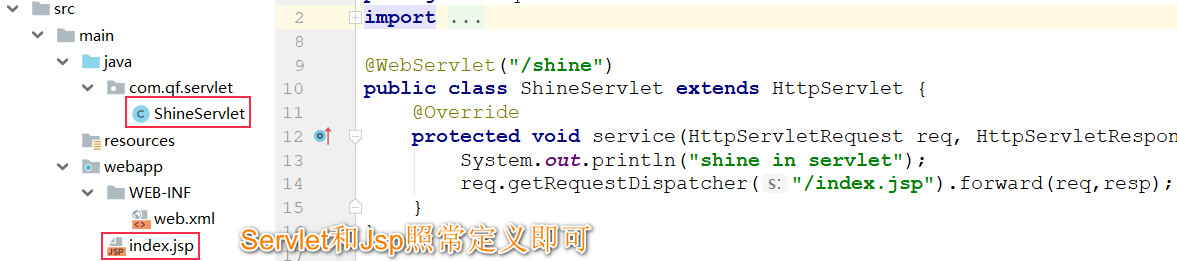 src
main
java
com.qf.servlet
ShineServlet
resources
webapp
WEB-INF
web.xml
index.jsp
2 import ...
8
9 @WebServlet("/shine")
10 public class ShineServlet extends HttpServlet {
11 @Override
12 protected void service(HttpServletRequest req, HttpServletRespon
13 System.out.println("shine in servlet");
14 req.getRequestDispatcher( s: "/index.jsp").forward(req,resp);
15 }
Servlet和Jsp照常定义即可